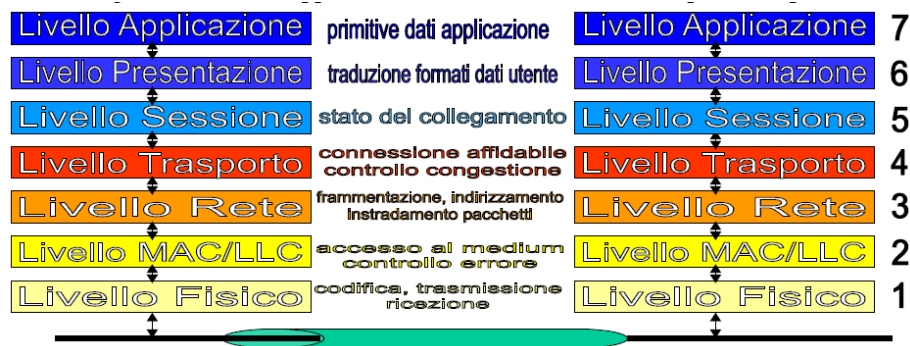 Livello Applicazione primitive dati applicazione Livello Applicazione 7
Livello Presentazione traduzione formati dati utente Livello Presentazione 6
Livello Sessione stato del collegamento Livello Sessione 5
Livello Trasporto connessione affidabile Livello Trasporto 4
controllo congestione
Livello Rete frammentazione, indirizzamento Livello Rete 3
instradamento pacchetti
Livello MAC/LLC accesso al medium Livello MAC/LLC 2
controllo errore
Livello Fisico codifica, trasmissione Livello Fisico 1
ricezione